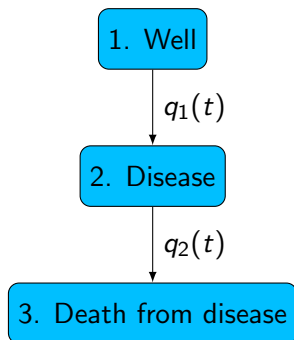 1. Well
q₁(t)
2. Disease
q₂(t)
3. Death from disease